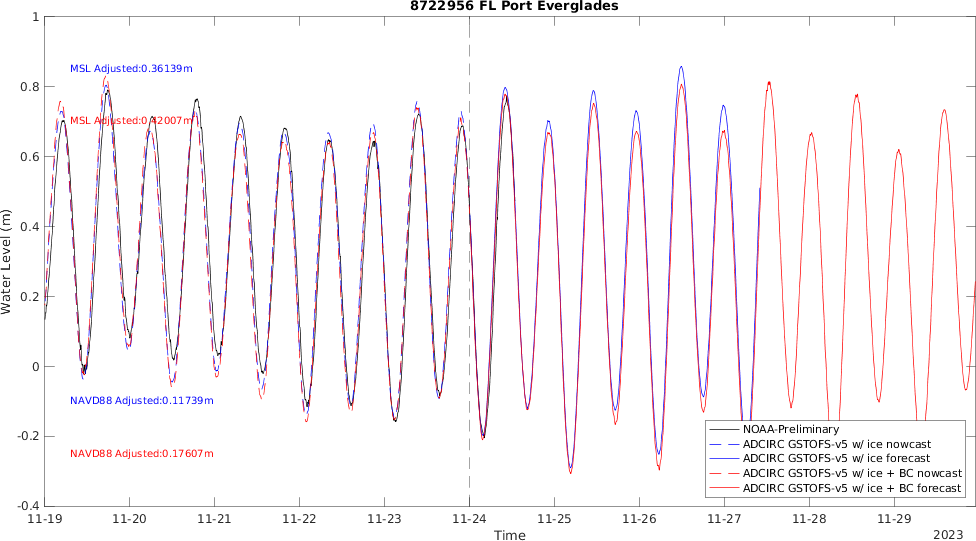 8722956 FL Port Everglades
1
0.8
0.6
0.4
0.2
0
-0.2
-0.4
Water Level (m)
MSL Adjusted:0.36139m
MSL Adjusted:0.42007m
NAVD88 Adjusted:0.11739m
NAVD88 Adjusted:0.17607m
NOAA-Preliminary
ADCIRC GSTOFS-v5 w/ ice nowcast
ADCIRC GSTOFS-v5 w/ ice forecast
ADCIRC GSTOFS-v5 w/ ice + BC nowcast
ADCIRC GSTOFS-v5 w/ ice + BC forecast
11-19 11-20 11-21 11-22 11-23 11-24 11-25 11-26 11-27 11-28 11-29
Time
2023